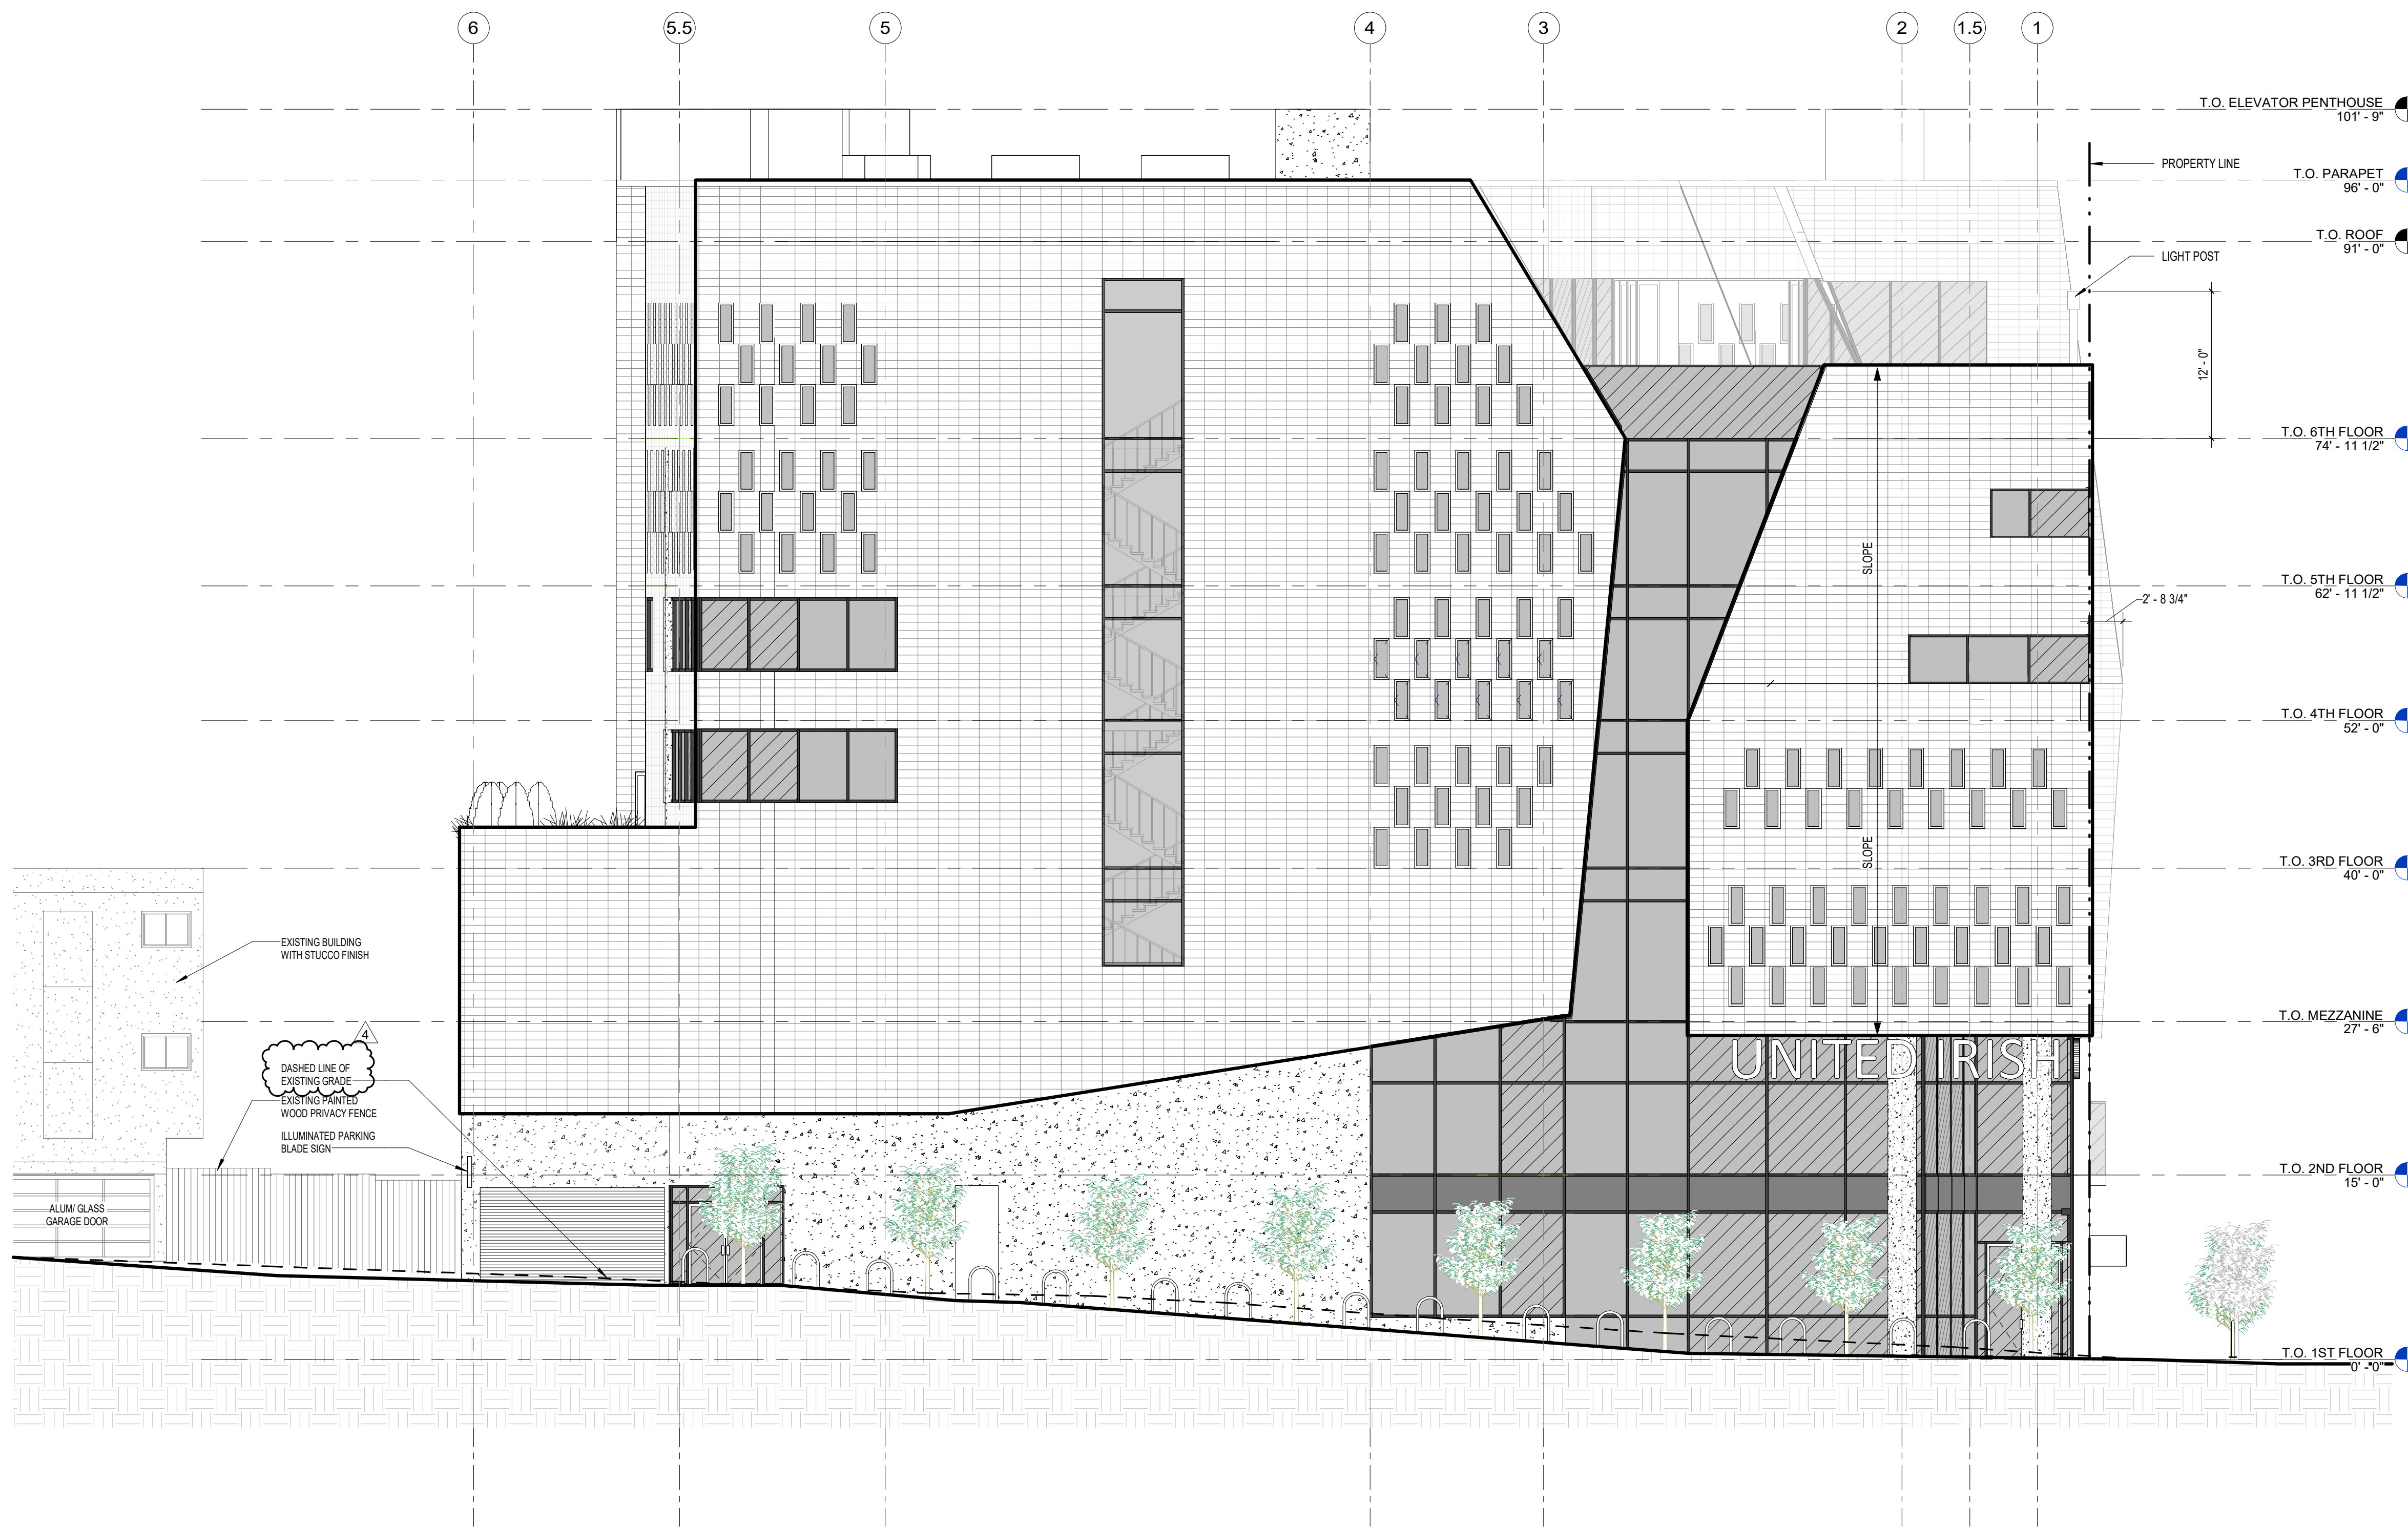 6
5.5
5
4
3
2
1.5
1
T.O. ELEVATOR PENTHOUSE
101' - 9"
PROPERTY LINE
T.O. PARAPET
96' - 0"
T.O. ROOF
91' - 0"
LIGHT POST
12' - 0"
T.O. 6TH FLOOR
74' - 11 1/2"
SLOPE
T.O. 5TH FLOOR
62' - 11 1/2"
2' - 8 3/4"
T.O. 4TH FLOOR
52' - 0"
SLOPE
T.O. 3RD FLOOR
40' - 0"
EXISTING BUILDING
WITH STUCCO FINISH
T.O. MEZZANINE
27' - 6"
4
UNITED IRISH
DASHED LINE OF
EXISTING GRADE
EXISTING PAINTED
WOOD PRIVACY FENCE
ILLUMINATED PARKING
BLADE SIGN
T.O. 2ND FLOOR
15' - 0"
ALUM/ GLASS
GARAGE DOOR
T.O. 1ST FLOOR
0' - 0"